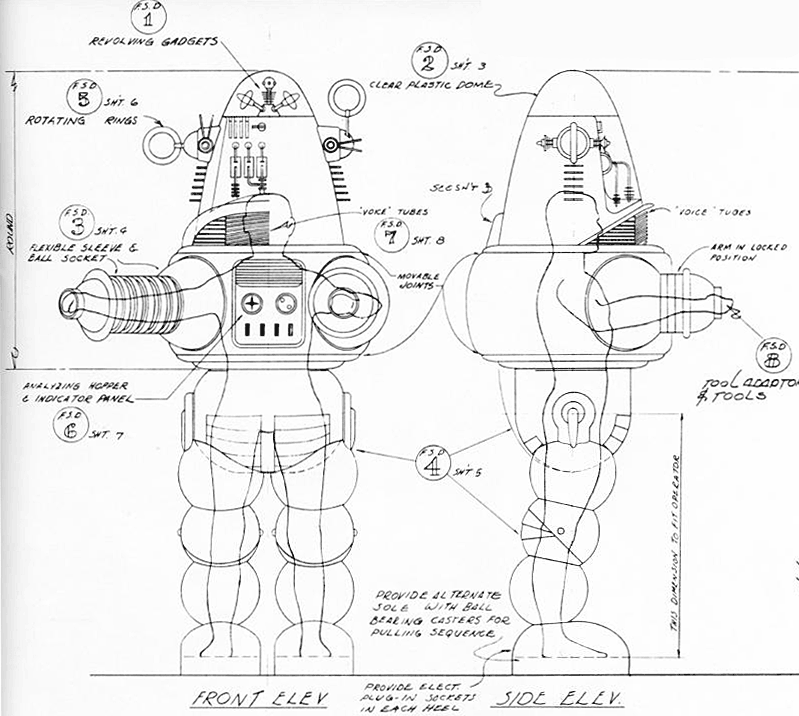 F.S.D
1
REVOLVING GADGETS
F.S.D
2
SHT. 3
CLEAR PLASTIC DOME
F.S.D
5
SHT. 6
ROTATING RINGS
SEE SHT 3
"VOICE" TUBES
F.S.D
7
SHT. 8
"VOICE" TUBES
F.S.D
3
SHT. 4
FLEXIBLE SLEEVE &
BALL SOCKET
MOVABLE
JOINTS
ARM IN LOCKED
POSITION
F.S.D
8
TOOL ADAPTOR
& TOOLS
ANALYZING HOPPER
& INDICATOR PANEL
F.S.D
6
SHT. 7
F.S.D
4
SHT. 5
THIS DIMENSION TO FIT OPERATOR
PROVIDE ALTERNATE
SOLE WITH BALL
BEARING CASTERS FOR
PULLING SEQUENCE
PROVIDE ELECT.
PLUG-IN SOCKETS
IN EACH HEEL
FRONT ELEV
SIDE ELEV.